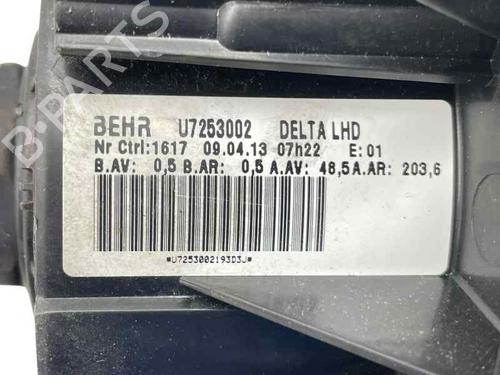 BEHR U7253002 DELTA LHD
Nr Ctrl:1617 09.04.13 07h22 E:01
B.AV: 0,5 B.AR: 0,5 A.AV: 48,5 A.AR: 203,6
*U7253002193D3J*
B-PARTS